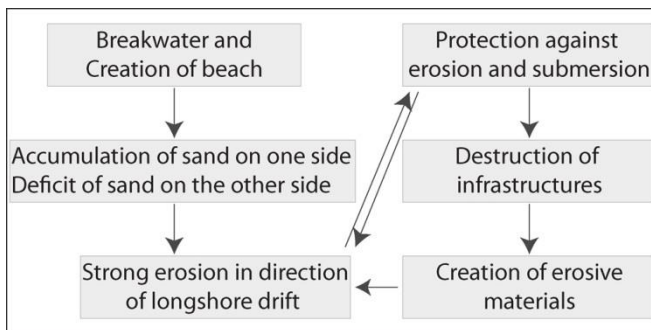 Breakwater and
Creation of beach
Protection against
erosion and submersion
Accumulation of sand on one side
Deficit of sand on the other side
Destruction of
infrastructures
Strong erosion in direction
of longshore drift
Creation of erosive
materials